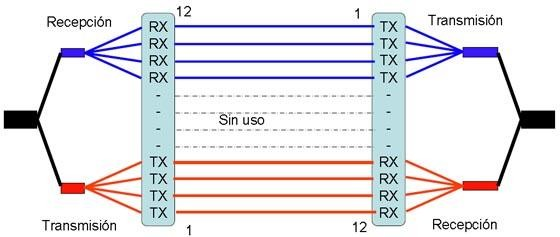 Recepción
12
1
Transmisión
RX TX
RX TX
RX TX
RX TX
- -
- -
Sin uso
- -
- -
TX RX
TX RX
TX RX
TX RX
Transmisión
1
12
Recepción